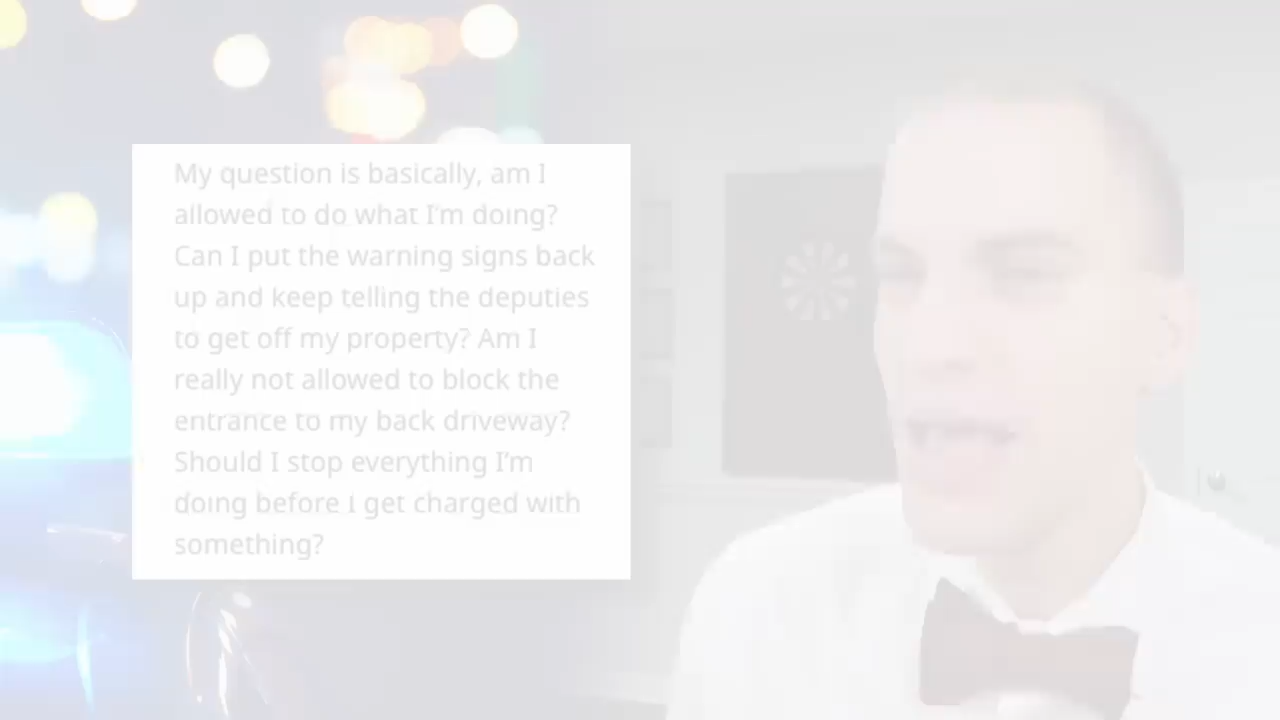 My question is basically, am I
allowed to do what I'm doing?
Can I put the warning signs back
up and keep telling the deputies
to get off my property? Am I
really not allowed to block the
entrance to my back driveway?
Should I stop everything I'm
doing before I get charged with
something?